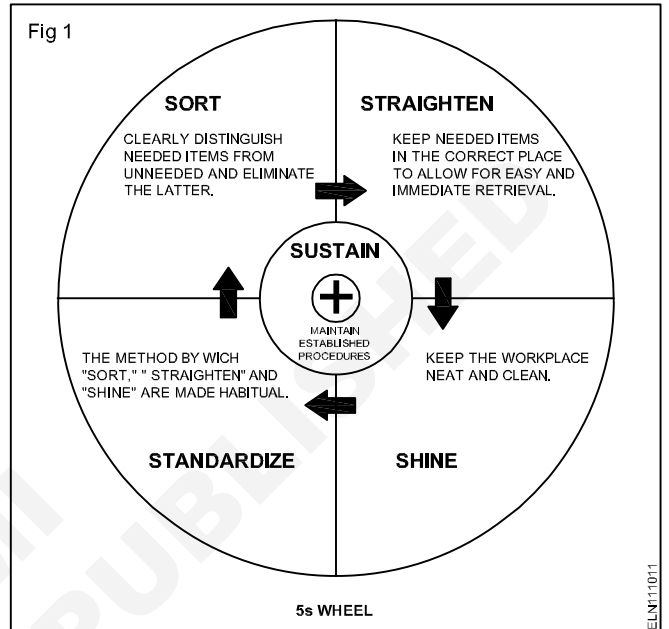 Fig 1
SORT
CLEARLY DISTINGUISH
NEEDED ITEMS FROM
UNNEEDED AND ELIMINATE
THE LATTER.
STRAIGHTEN
KEEP NEEDED ITEMS
IN THE CORRECT PLACE
TO ALLOW FOR EASY AND
IMMEDIATE RETRIEVAL.
SUSTAIN
MAINTAIN
ESTABLISHED
PROCEDURES
THE METHOD BY WICH
"SORT," " STRAIGHTEN" AND
"SHINE" ARE MADE HABITUAL.
STANDARDIZE
KEEP THE WORKPLACE
NEAT AND CLEAN.
SHINE
5s WHEEL
ELN111011
PUBLISHED